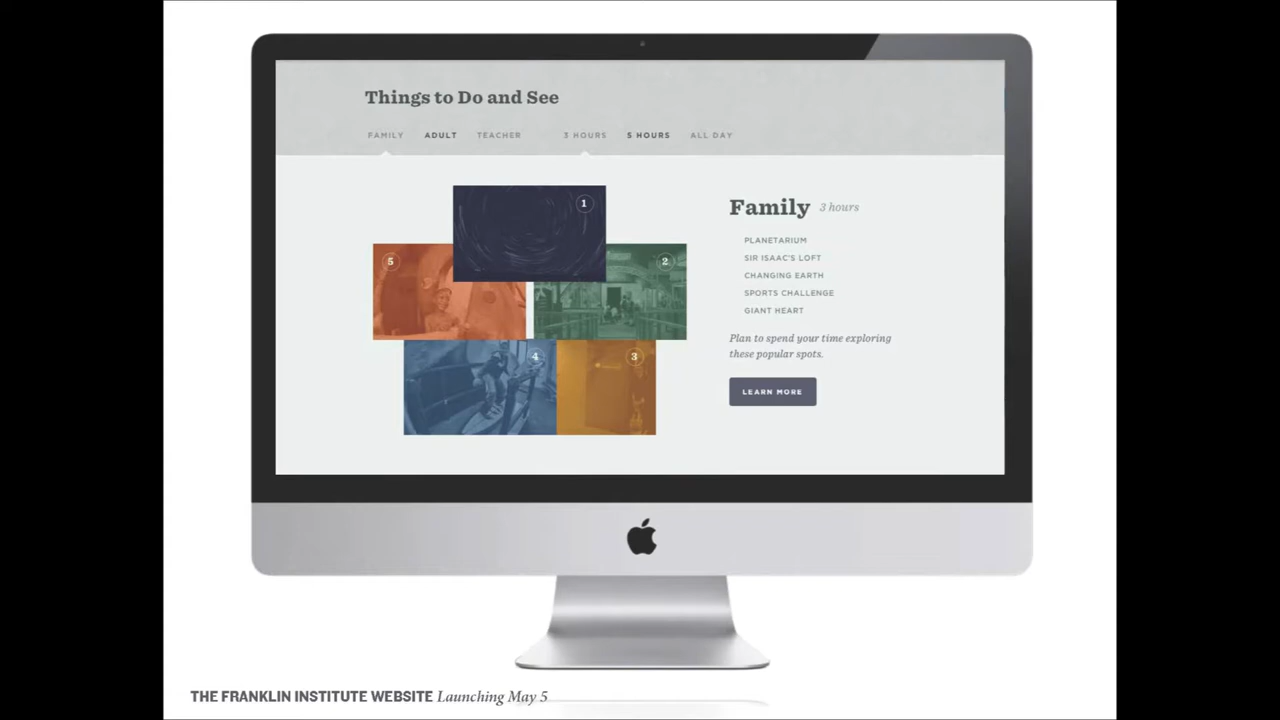 Things to Do and See
FAMILY ADULT TEACHER 3 HOURS 5 HOURS ALL DAY
1
5
2
4
3
Family 3 hours
PLANETARIUM
SIR ISAAC'S LOFT
CHANGING EARTH
SPORTS CHALLENGE
GIANT HEART
Plan to spend your time exploring
these popular spots.
LEARN MORE
THE FRANKLIN INSTITUTE WEBSITE Launching May 5